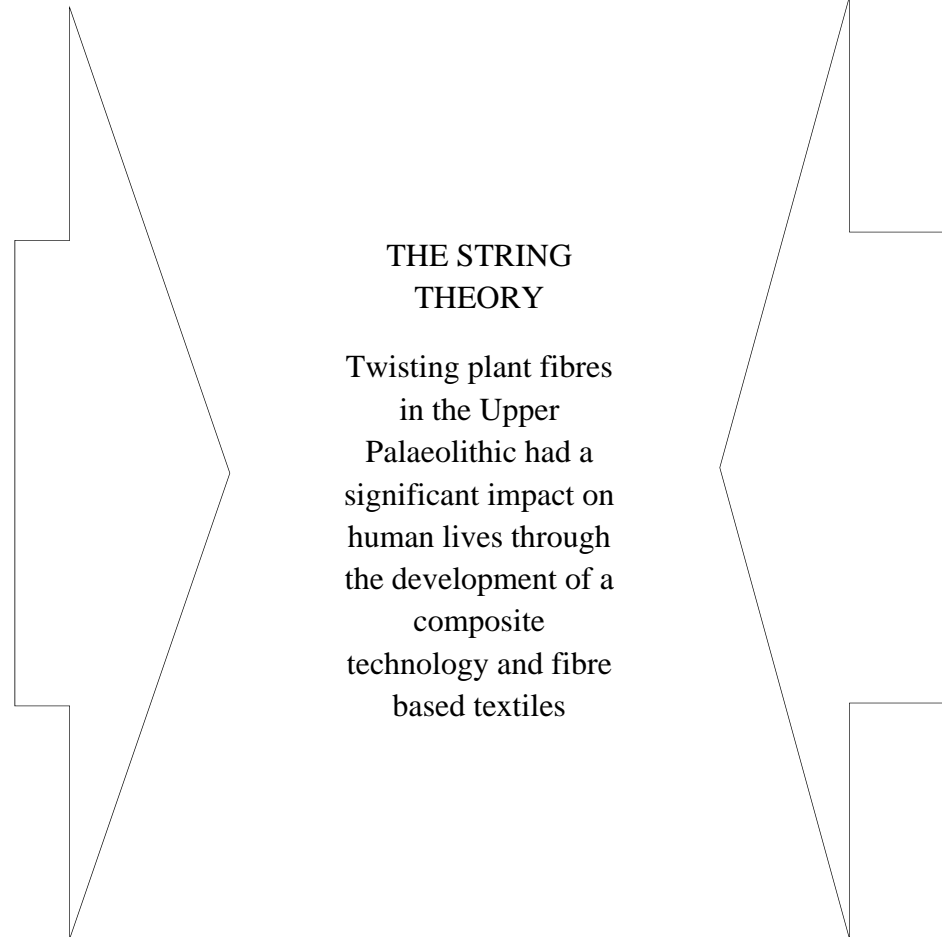 THE STRING
THEORY
Twisting plant fibres
in the Upper
Palaeolithic had a
significant impact on
human lives through
the development of a
composite
technology and fibre
based textiles